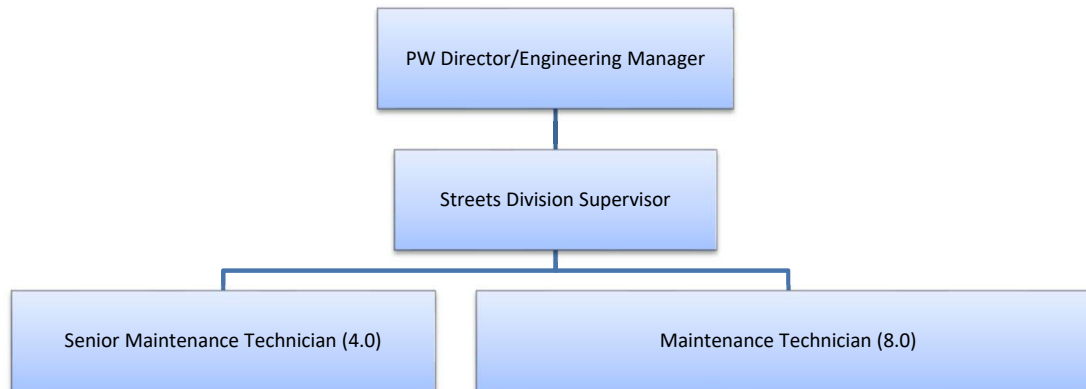 PW Director/Engineering Manager
Streets Division Supervisor
Senior Maintenance Technician (4.0)
Maintenance Technician (8.0)